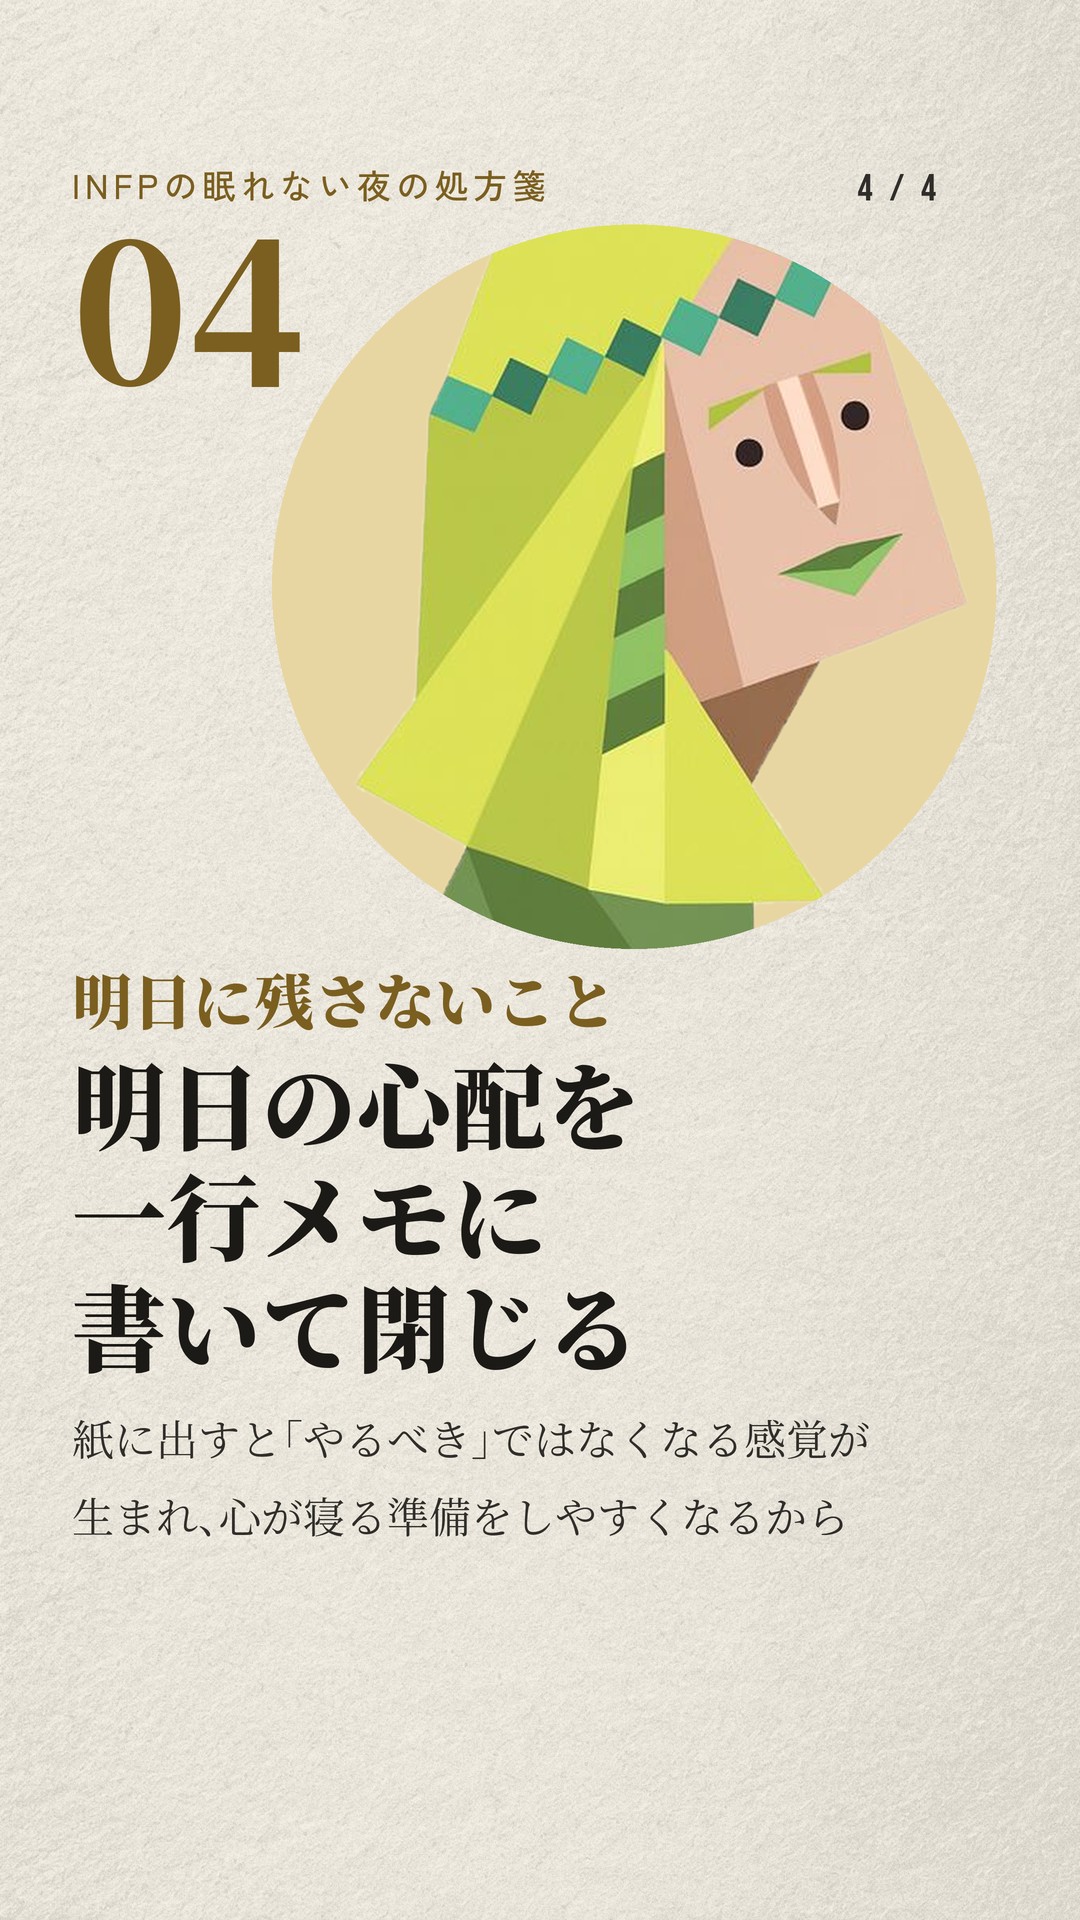 INFPの眠れない夜の処方箋
4 / 4
04
明日に残さないこと
明日の心配を
一行メモに
書いて閉じる
紙に出すと「やるべき」ではなくなる感覚が
生まれ、心が寝る準備をしやすくなるから